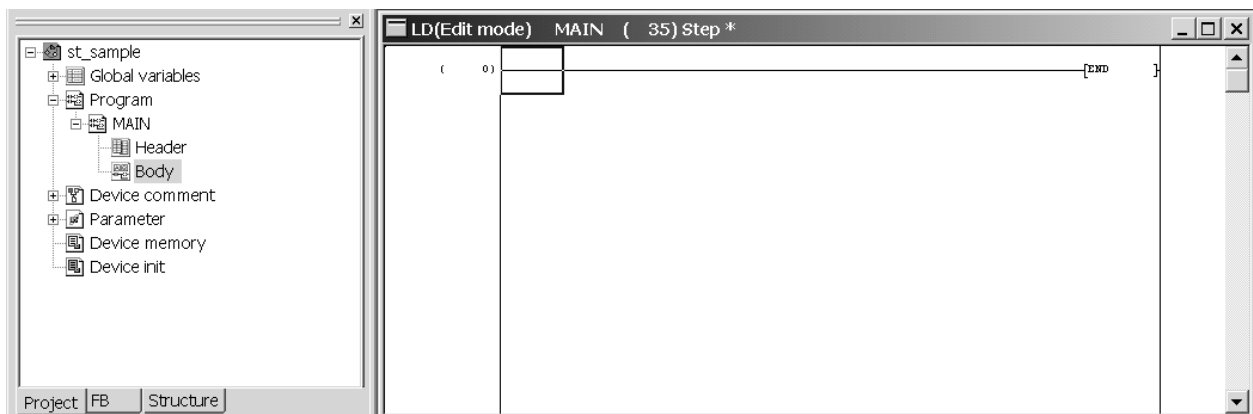 st_sample
Global variables
Program
MAIN
Header
Body
Device comment
Parameter
Device memory
Device init
Project FB Structure
LD(Edit mode) MAIN ( 35) Step *
( 0) [END ]